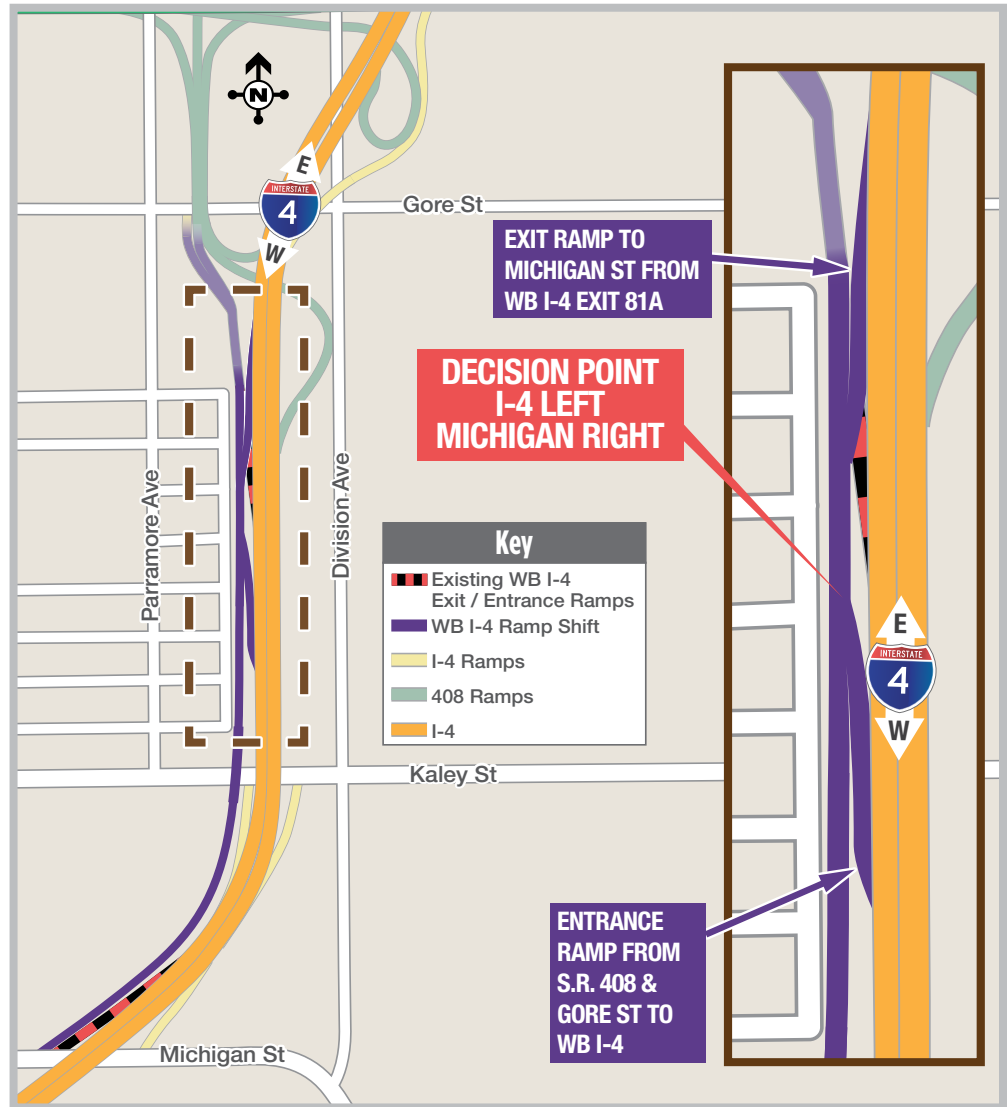 N
E
INTERSTATE
4
W
Gore St
EXIT RAMP TO
MICHIGAN ST FROM
WB I-4 EXIT 81A
DECISION POINT
I-4 LEFT
MICHIGAN RIGHT
Parramore Ave
Division Ave
Key
Existing WB I-4
Exit / Entrance Ramps
WB I-4 Ramp Shift
I-4 Ramps
408 Ramps
I-4
E
INTERSTATE
4
W
Kaley St
ENTRANCE
RAMP FROM
S.R. 408 &
GORE ST TO
WB I-4
Michigan St